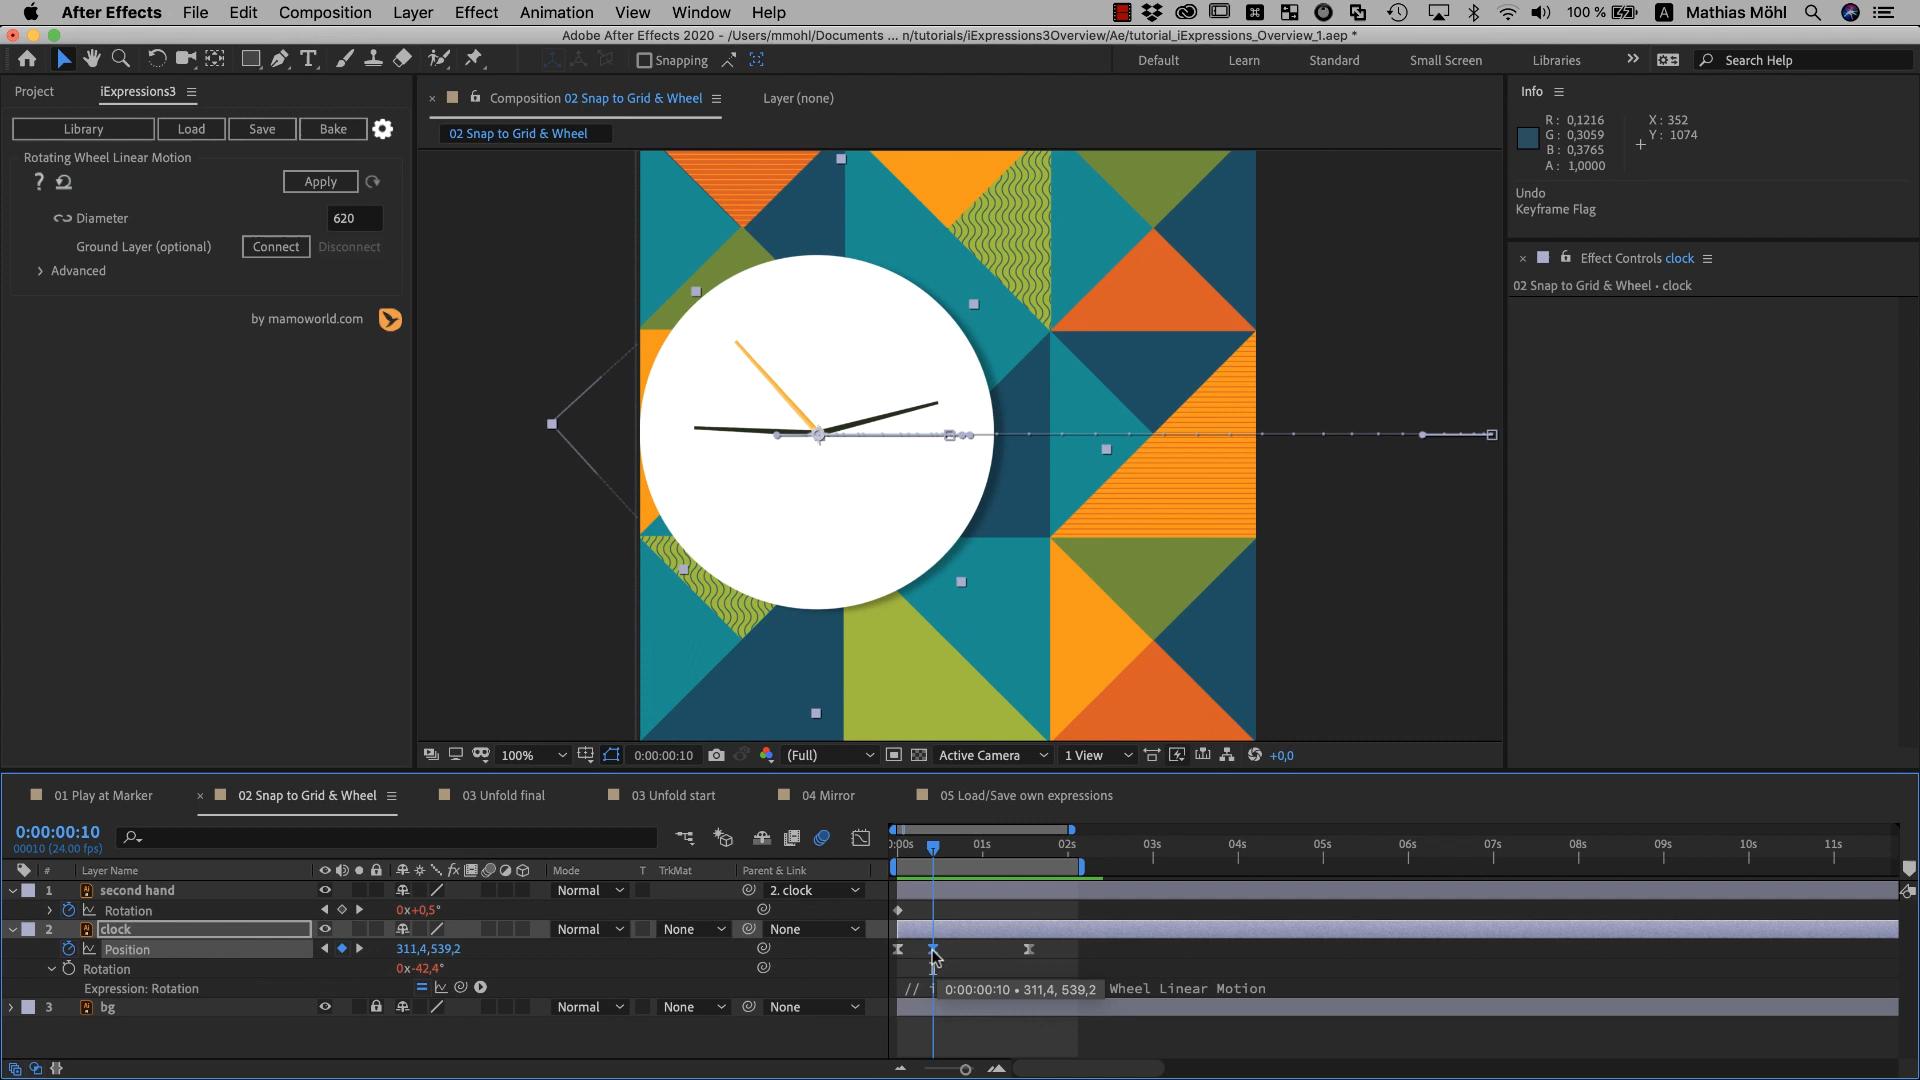 After Effects File Edit Composition Layer Effect Animation View Window Help 100 % Mathias Möhl
Adobe After Effects 2020 - /Users/mmohl/Documents ... n/tutorials/iExpressions3Overview/Ae/tutorial_iExpressions_Overview_1.aep *
Snapping Default Learn Standard Small Screen Libraries Search Help
Project iExpressions3
Library Load Save Bake
Rotating Wheel Linear Motion
? Apply
Diameter 620
Ground Layer (optional) Connect Disconnect
Advanced
by mamoworld.com
Composition 02 Snap to Grid & Wheel Layer (none)
02 Snap to Grid & Wheel
100% 0:00:00:10 (Full) Active Camera 1 View +0,0
Info
R: 0,1216 X: 352
G: 0,3059 Y: 1074
B: 0,3765
A: 1,0000
Undo
Keyframe Flag
Effect Controls clock
02 Snap to Grid & Wheel • clock
01 Play at Marker 02 Snap to Grid & Wheel 03 Unfold final 03 Unfold start 04 Mirror 05 Load/Save own expressions
0:00:00:10
00010 (24.00 fps)
# Layer Name fx Mode T TrkMat Parent & Link
0:00s 01s 02s 03s 04s 05s 06s 07s 08s 09s 10s 11s
1 second hand Normal 2. clock
Rotation 0x+0,5°
2 clock Normal None None
Position 311,4,539,2
Rotation 0x-42,4°
Expression: Rotation // 0:00:00:10 • 311,4, 539,2 Wheel Linear Motion
3 bg Normal None None